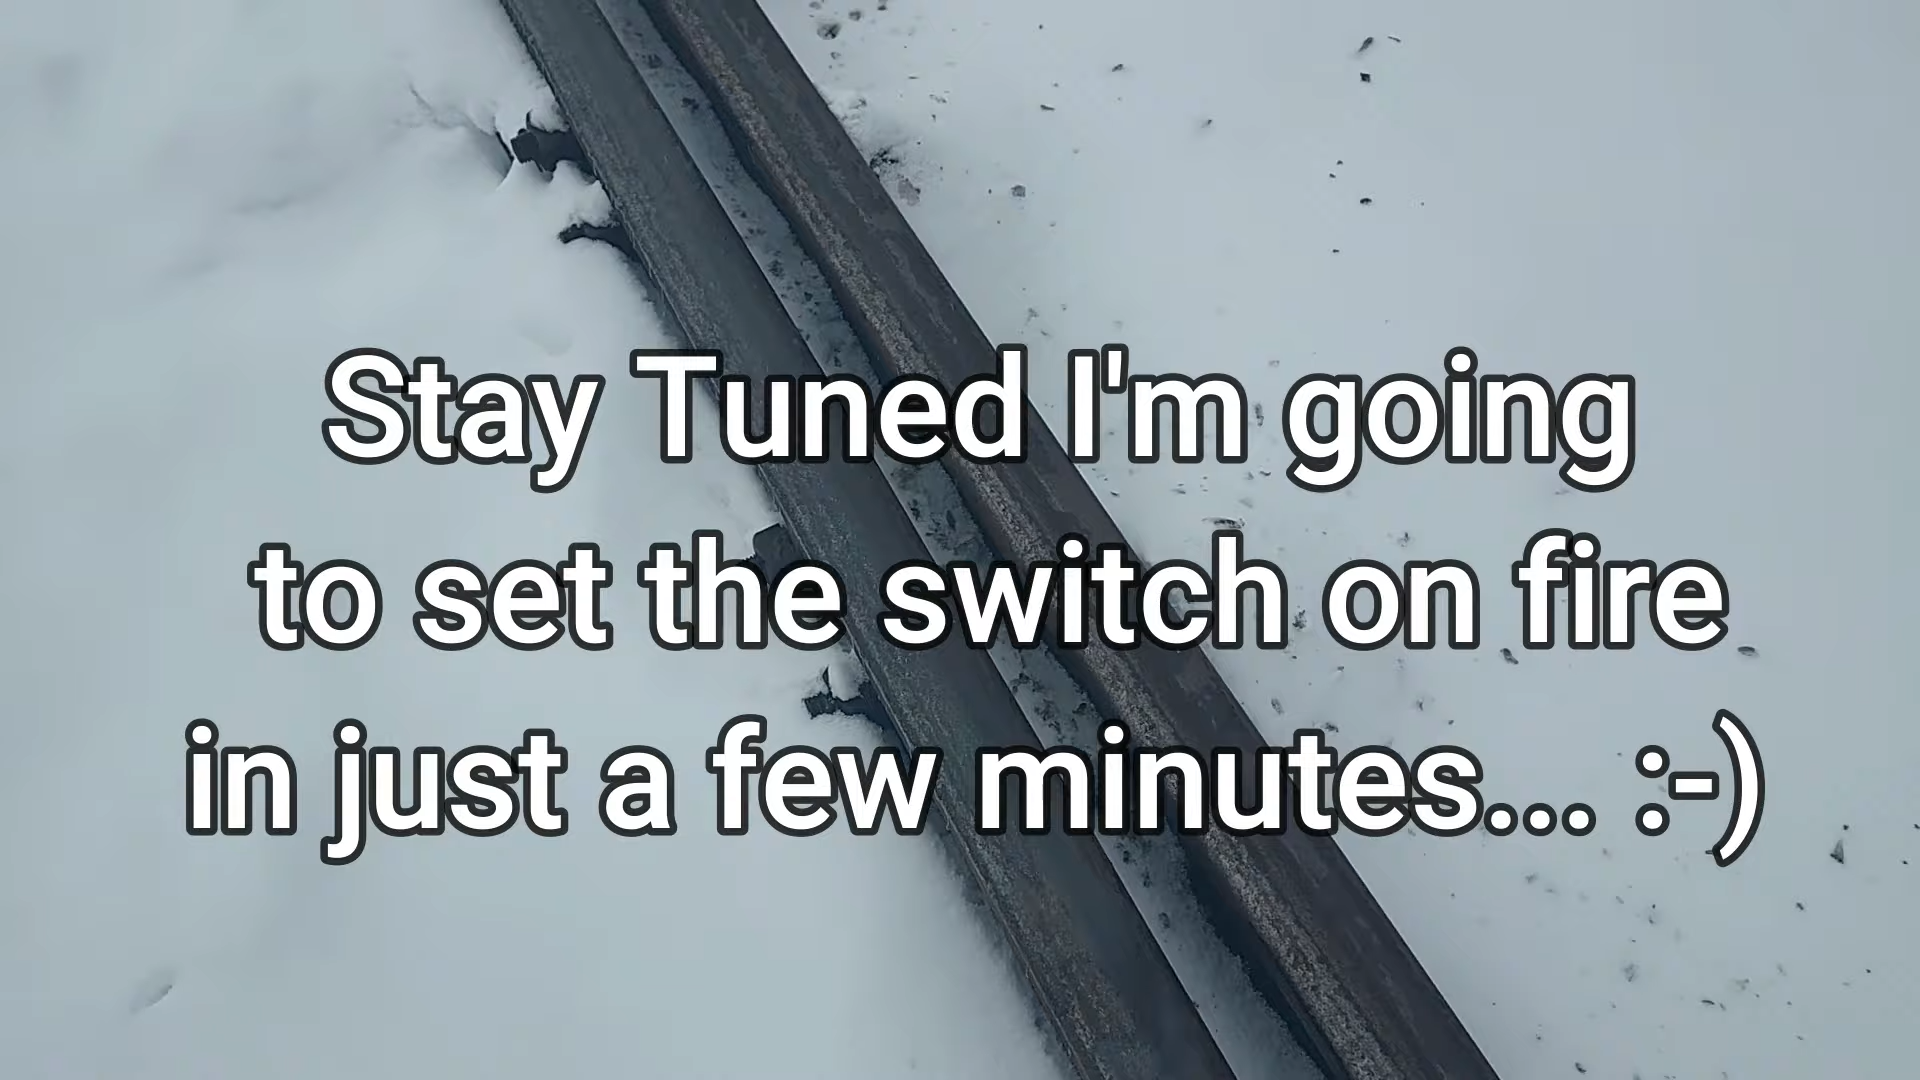 Stay Tuned I'm going
to set the switch on fire
in just a few minutes... :-)